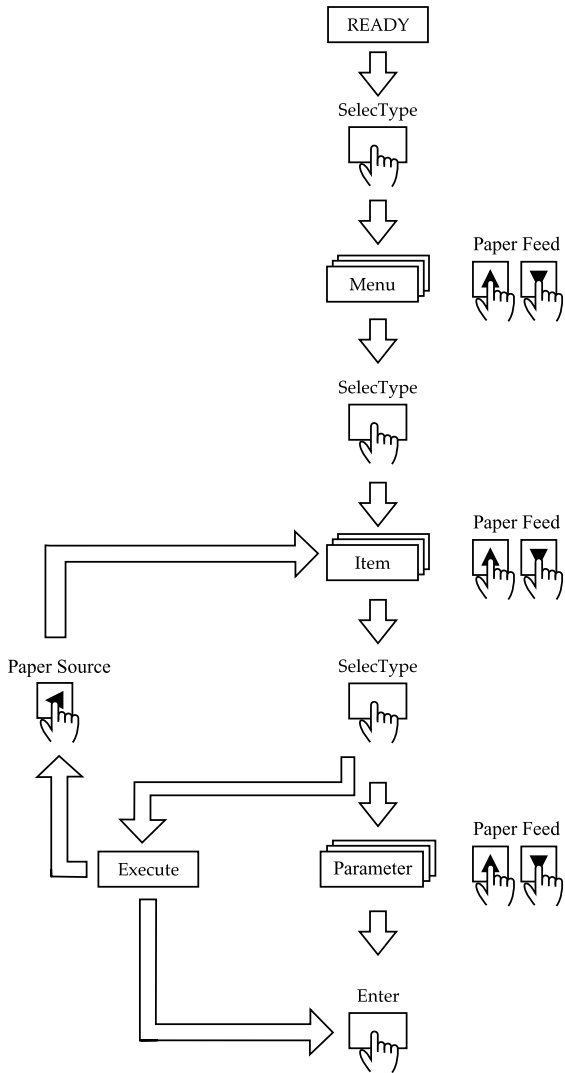 READY
SelecType
Paper Feed
Menu
SelecType
Paper Feed
Item
Paper Source
SelecType
Paper Feed
Execute
Parameter
Enter